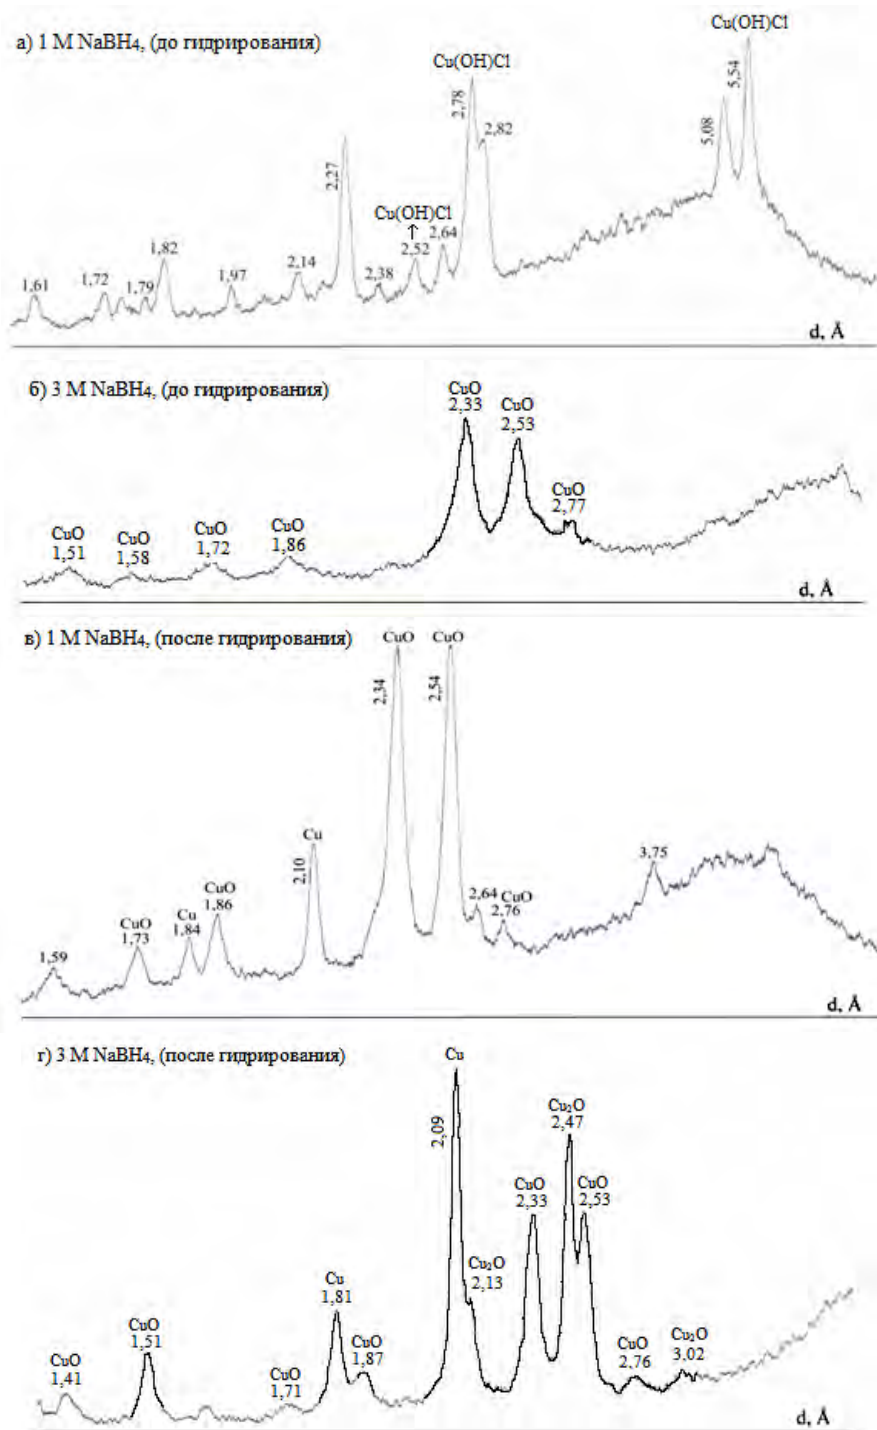 а) 1 М NaBH4, (до гидрирования)
Cu(OH)Cl
Cu(OH)Cl
Cu(OH)Cl
1,61
1,72
1,79
1,82
1,97
2,14
2,27
2,38
2,52
2,64
2,78
2,82
5,08
5,54
d, Å
б) 3 М NaBH4, (до гидрирования)
CuO
1,51
CuO
1,58
CuO
1,72
CuO
1,86
CuO
2,33
CuO
2,53
CuO
2,77
d, Å
в) 1 М NaBH4, (после гидрирования)
1,59
CuO
1,73
Cu
1,84
CuO
1,86
Cu
2,10
CuO
2,34
CuO
2,54
2,64
CuO
2,76
3,75
d, Å
г) 3 М NaBH4, (после гидрирования)
CuO
1,41
CuO
1,51
CuO
1,71
Cu
1,81
CuO
1,87
Cu
2,09
Cu2O
2,13
CuO
2,33
Cu2O
2,47
CuO
2,53
CuO
2,76
Cu2O
3,02
d, Å